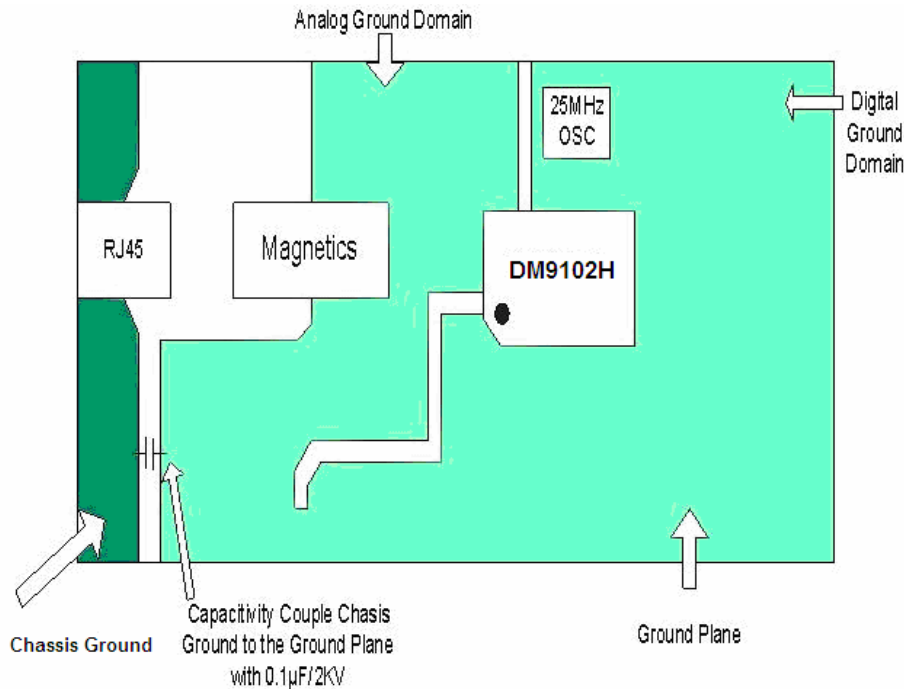 Analog Ground Domain
25MHz
OSC
Digital
Ground
Domain
RJ45
Magnetics
DM9102H
Chassis Ground
Capacitivity Couple Chasis
Ground to the Ground Plane
with 0.1µF/2KV
Ground Plane